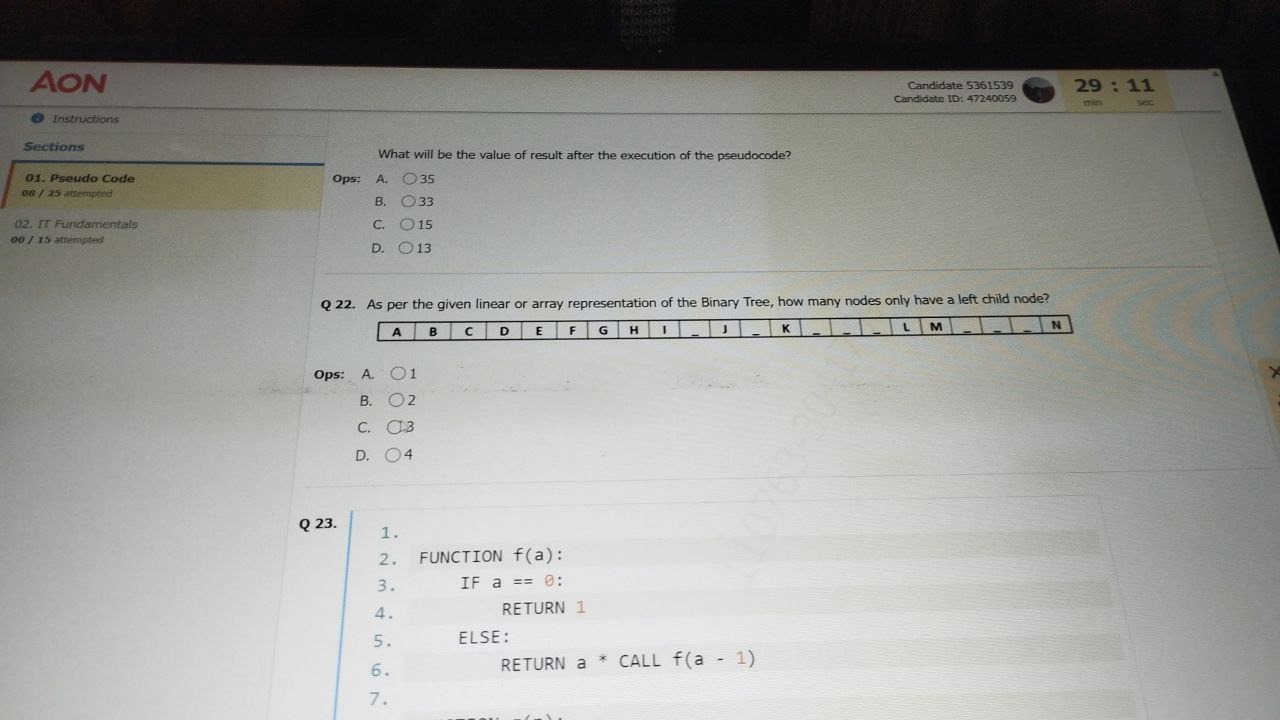 AON
Candidate 5361539
Candidate ID: 47240059
29 : 11
min sec
Instructions
Sections
01. Pseudo Code
08 / 25 attempted
02. IT Fundamentals
00 / 15 attempted
What will be the value of result after the execution of the pseudocode?
Ops: A. 35
B. 33
C. 15
D. 13
Q 22. As per the given linear or array representation of the Binary Tree, how many nodes only have a left child node?
A B C D E F G H I _ J _ K _ _ _ L M _ _ _ N
Ops: A. 1
B. 2
C. 3
D. 4
Q 23.
1.
2. FUNCTION f(a):
3. IF a == 0:
4. RETURN 1
5. ELSE:
6. RETURN a * CALL f(a - 1)
7.